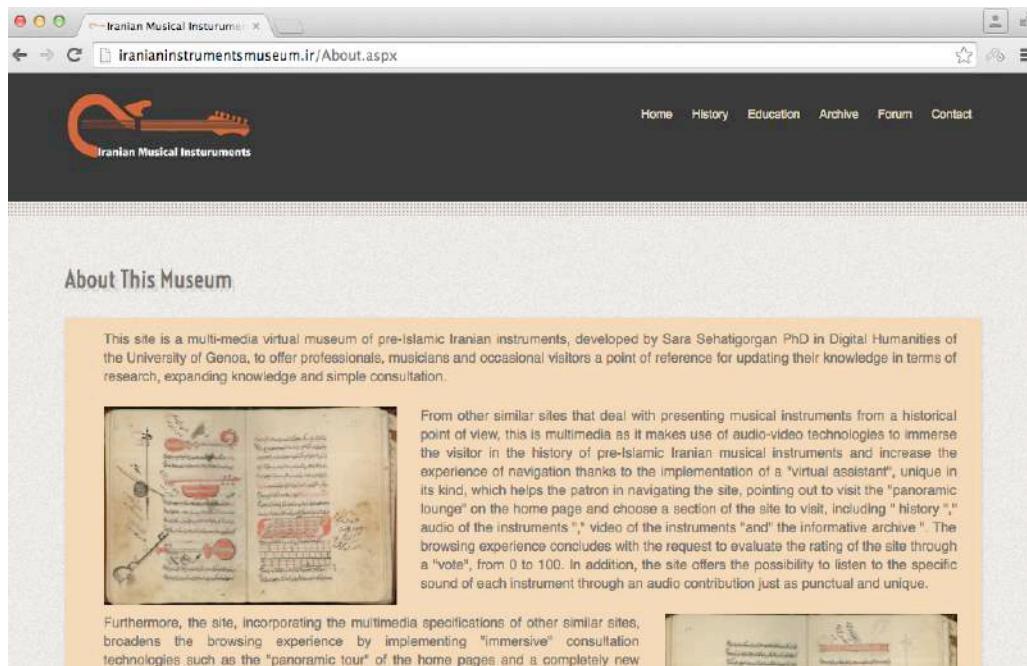 Iranian Musical Insturumen
iranianinstrumentsmuseum.ir/About.aspx
Home History Education Archive Forum Contact
Iranian Musical Insturuments
About This Museum
This site is a multi-media virtual museum of pre-Islamic Iranian instruments, developed by Sara Sehatigorgan PhD in Digital Humanities of
the University of Genoa, to offer professionals, musicians and occasional visitors a point of reference for updating their knowledge in terms of
research, expanding knowledge and simple consultation.
From other similar sites that deal with presenting musical instruments from a historical
point of view, this is multimedia as it makes use of audio-video technologies to immerse
the visitor in the history of pre-Islamic Iranian musical instruments and increase the
experience of navigation thanks to the implementation of a "virtual assistant", unique in
its kind, which helps the patron in navigating the site, pointing out to visit the "panoramic
lounge" on the home page and choose a section of the site to visit, including " history ","
audio of the instruments "," video of the instruments "and" the informative archive ". The
browsing experience concludes with the request to evaluate the rating of the site through
a "vote", from 0 to 100. In addition, the site offers the possibility to listen to the specific
sound of each instrument through an audio contribution just as punctual and unique.
Furthermore, the site, incorporating the multimedia specifications of other similar sites,
broadens the browsing experience by implementing "immersive" consultation
technologies such as the "panoramic tour" of the home pages and a completely new